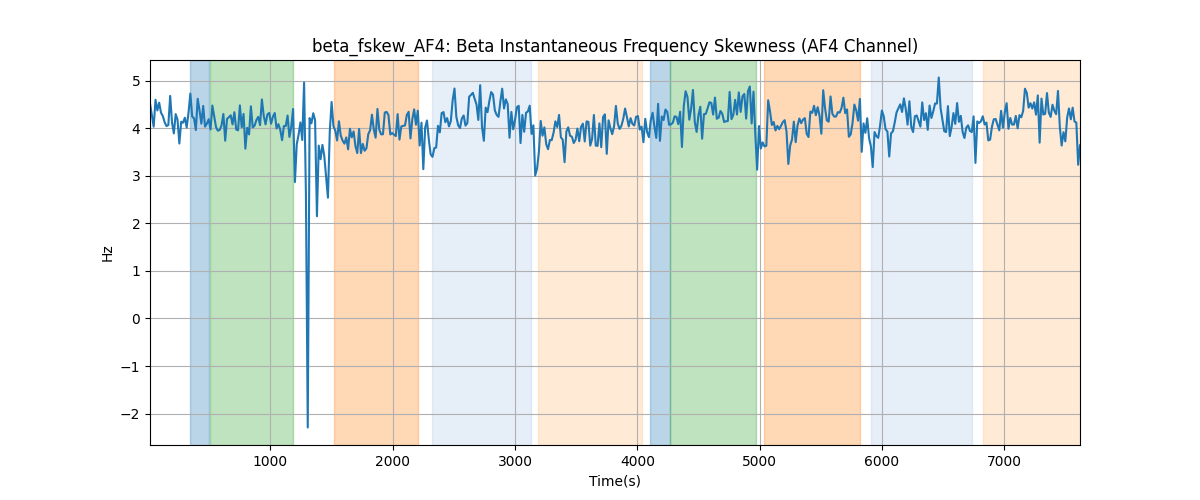 beta_fskew_AF4: Beta Instantaneous Frequency Skewness (AF4 Channel)
5
4
3
2
1
0
−1
−2
Hz
1000 2000 3000 4000 5000 6000 7000
Time(s)